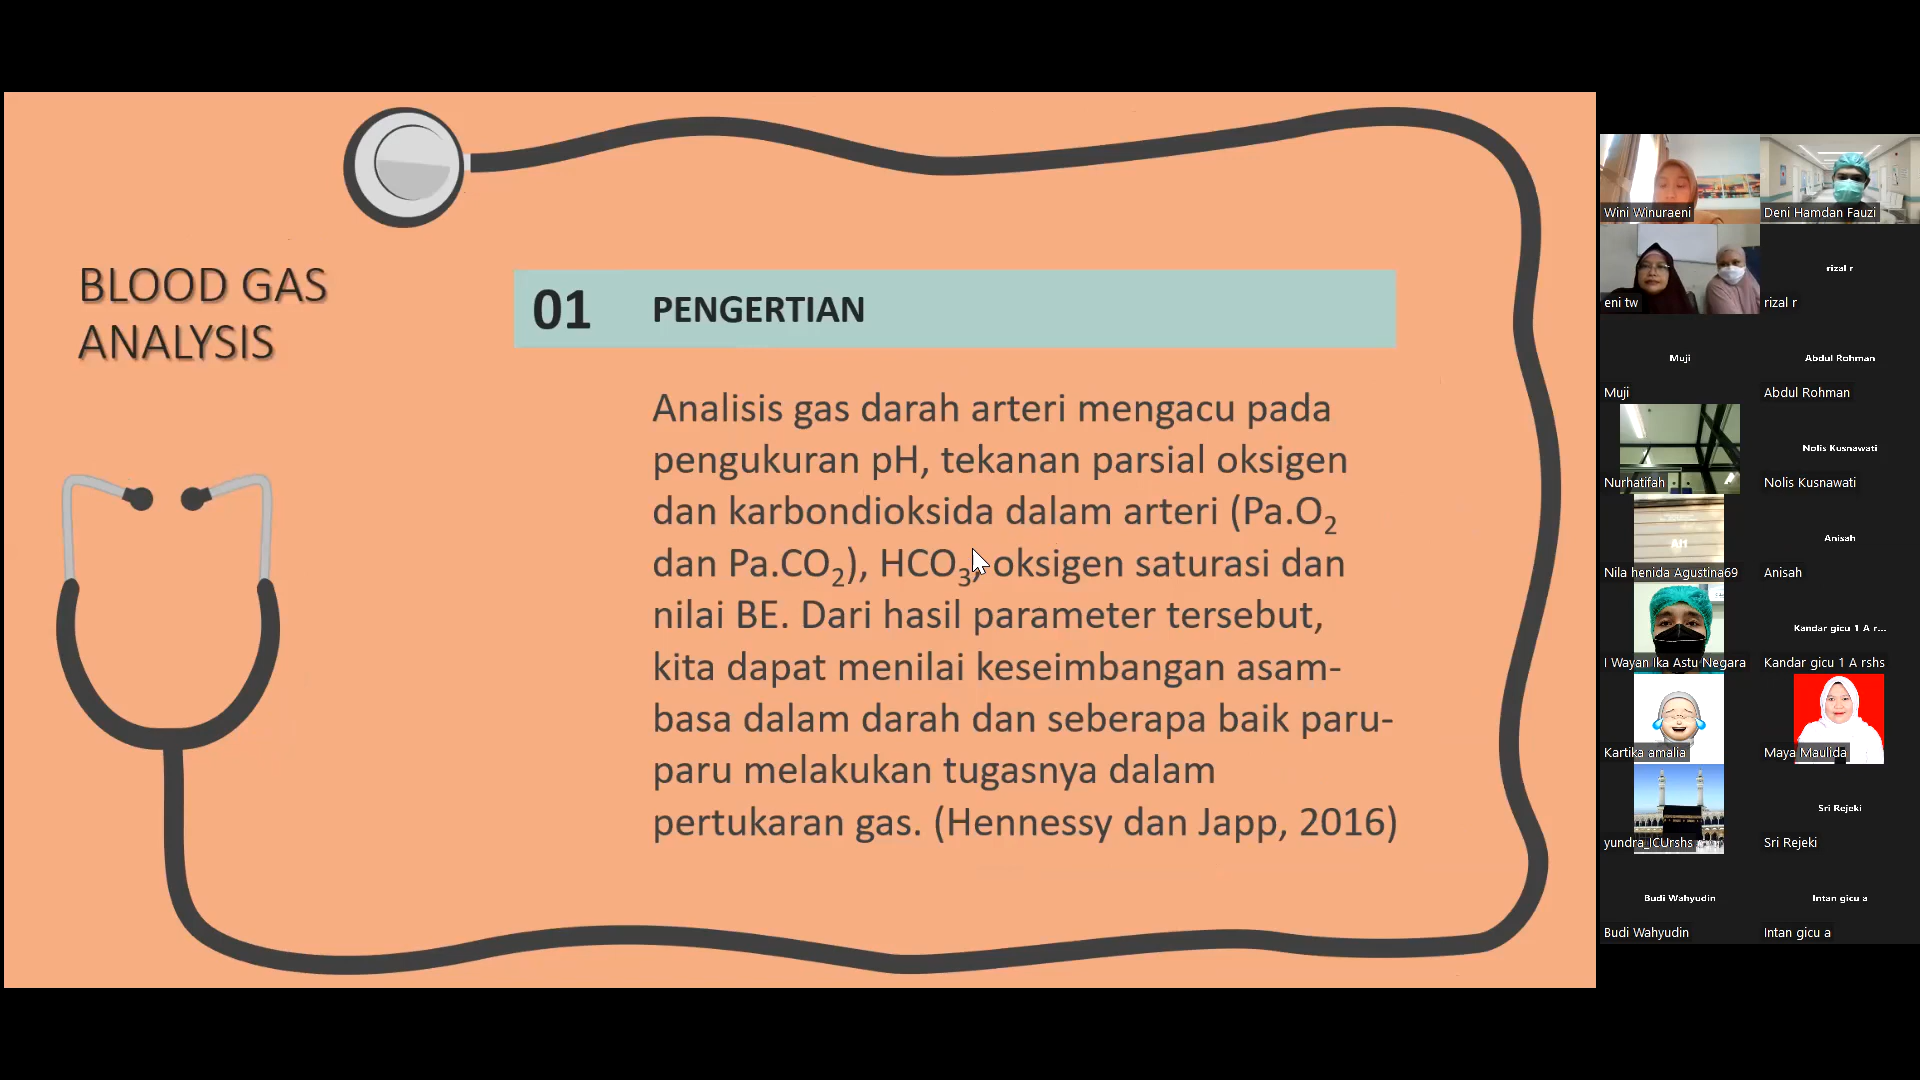 BLOOD GAS
ANALYSIS
01 PENGERTIAN
Analisis gas darah arteri mengacu pada
pengukuran pH, tekanan parsial oksigen
dan karbondioksida dalam arteri (Pa.O₂
dan Pa.CO₂), HCO₃, oksigen saturasi dan
nilai BE. Dari hasil parameter tersebut,
kita dapat menilai keseimbangan asam-
basa dalam darah dan seberapa baik paru-
paru melakukan tugasnya dalam
pertukaran gas. (Hennessy dan Japp, 2016)
Wini Winuraeni
Deni Hamdan Fauzi
eni tw
rizal r
rizal r
Muji
Muji
Abdul Rohman
Abdul Rohman
Nurhatifah
Nolis Kusnawati
Nolis Kusnawati
Nila henida Agustina69
Anisah
Anisah
I Wayan Ika Astu Negara
Kandar gicu 1 A r...
Kandar gicu 1 A rshs
Kartika amalia
Maya Maulida
yundra_ICUrshs
Sri Rejeki
Sri Rejeki
Budi Wahyudin
Budi Wahyudin
Intan gicu a
Intan gicu a